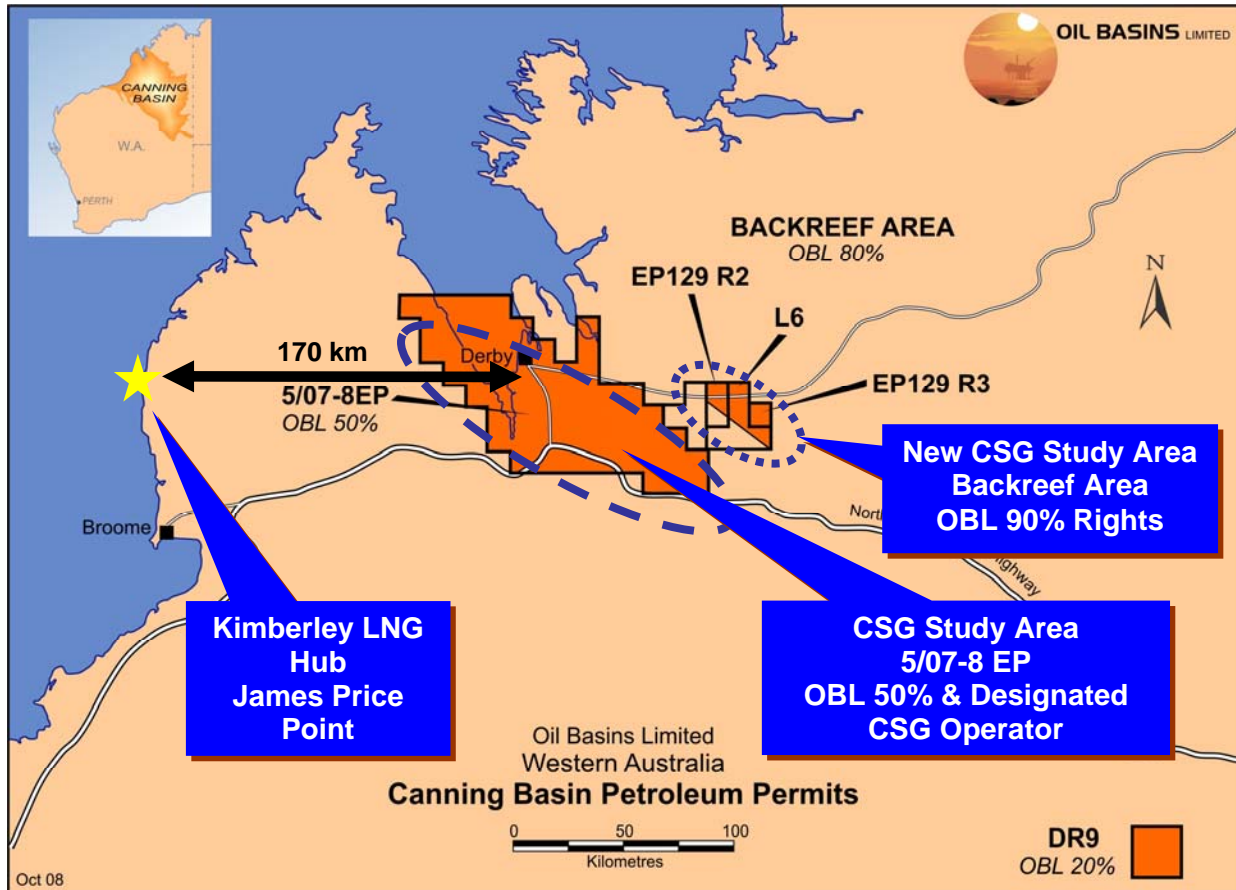 CANNING
BASIN
W.A.
PERTH
OIL BASINS LIMITED
BACKREEF AREA
OBL 80%
EP129 R2
L6
N
170 km
Derby
EP129 R3
5/07-8EP
OBL 50%
New CSG Study Area
Backreef Area
OBL 90% Rights
Broome
Nort
ighway
Kimberley LNG
Hub
James Price
Point
CSG Study Area
5/07-8 EP
OBL 50% & Designated
CSG Operator
Oil Basins Limited
Western Australia
Canning Basin Petroleum Permits
0 50 100
Kilometres
DR9
OBL 20%
Oct 08